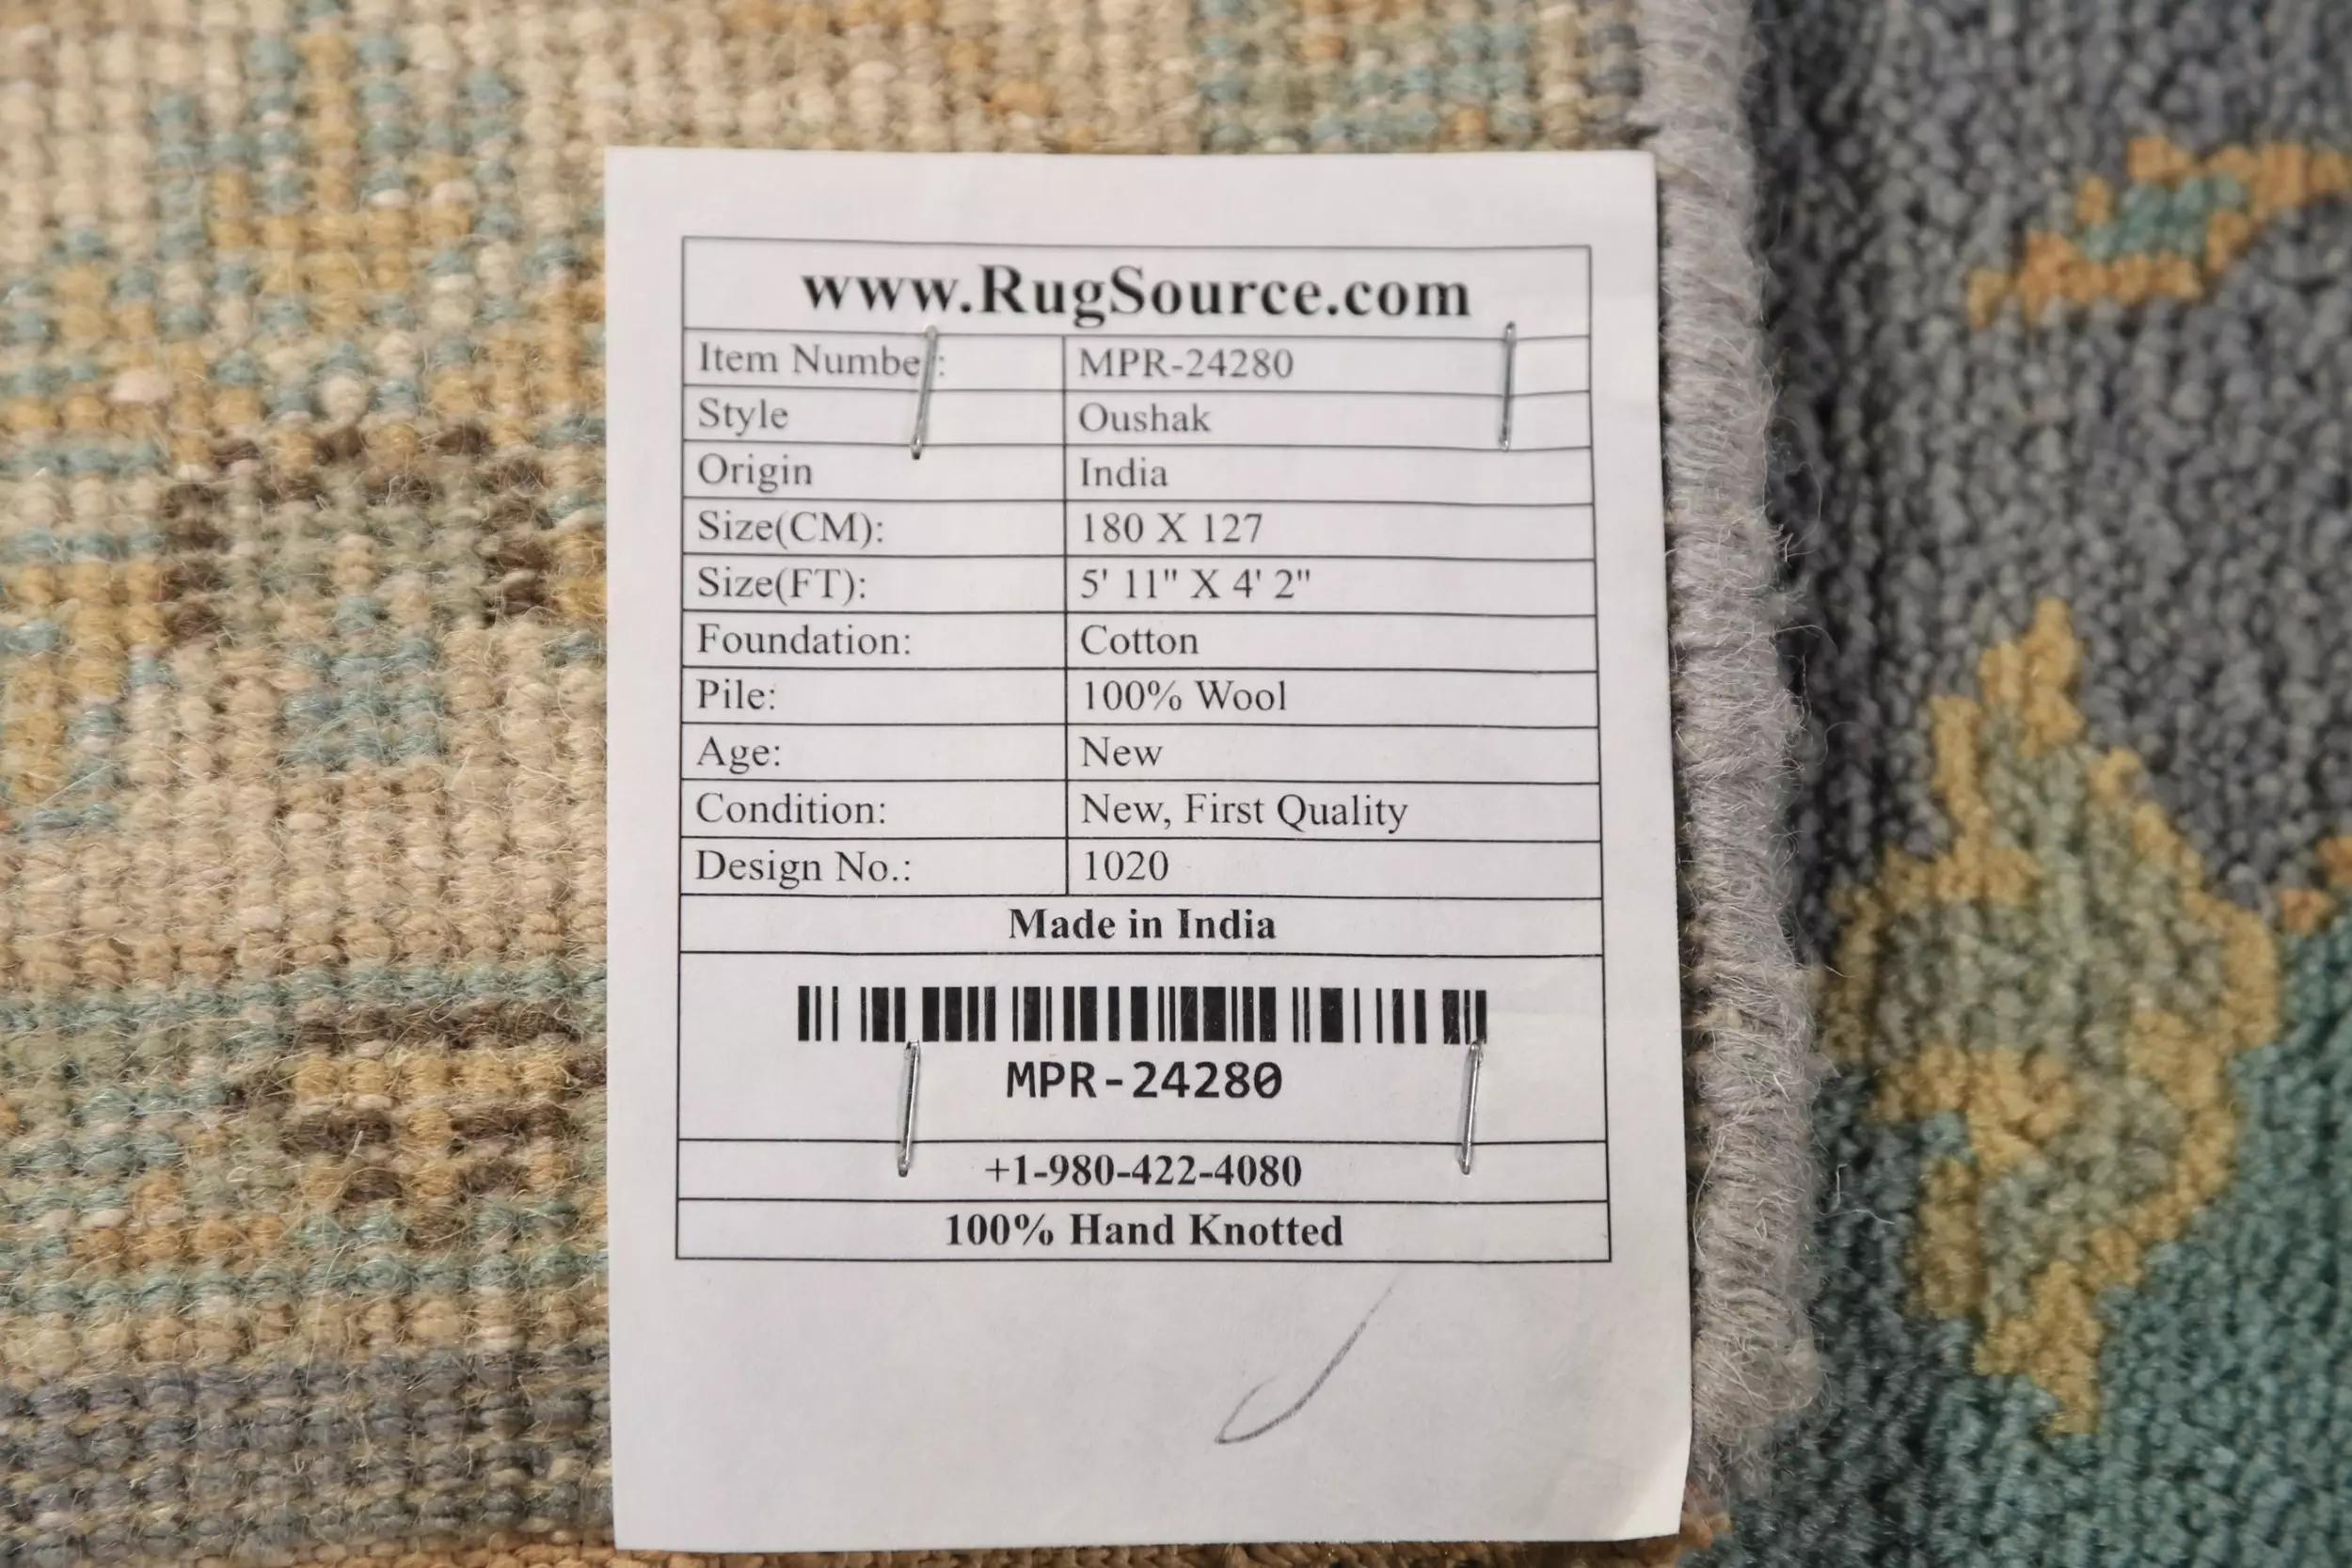 www.RugSource.com
Item Number: MPR-24280
Style Oushak
Origin India
Size(CM): 180 X 127
Size(FT): 5' 11" X 4' 2"
Foundation: Cotton
Pile: 100% Wool
Age: New
Condition: New, First Quality
Design No.: 1020
Made in India
MPR-24280
+1-980-422-4080
100% Hand Knotted